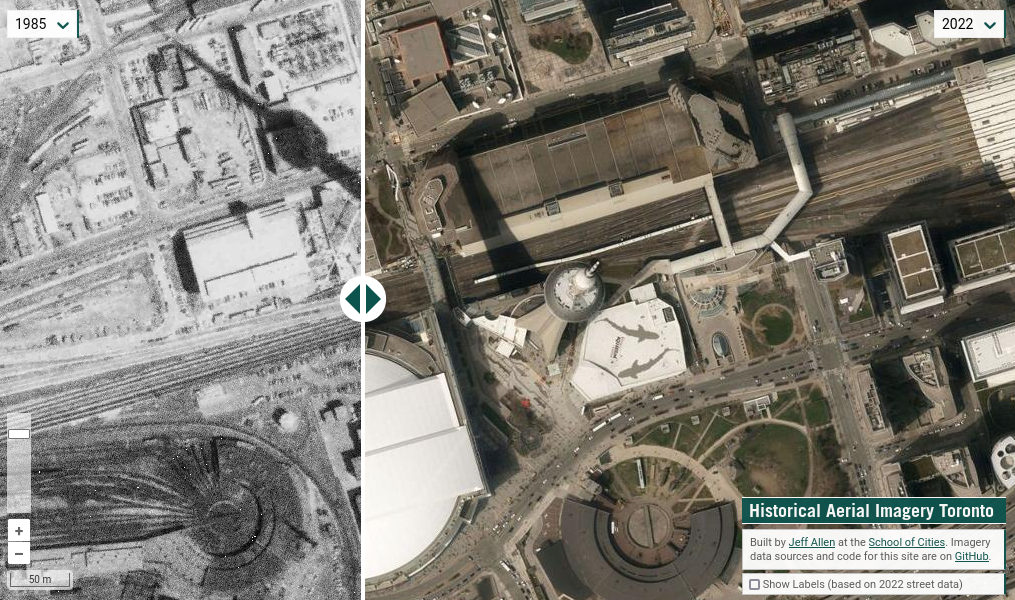 1985
2022
+
−
50 m
Historical Aerial Imagery Toronto
Built by Jeff Allen at the School of Cities. Imagery
data sources and code for this site are on GitHub.
Show Labels (based on 2022 street data)